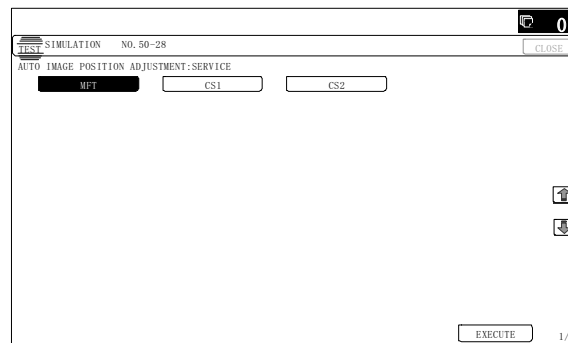 0
TEST SIMULATION NO. 50-28
CLOSE
AUTO IMAGE POSITION ADJUSTMENT:SERVICE
MFT CS1 CS2
EXECUTE 1/